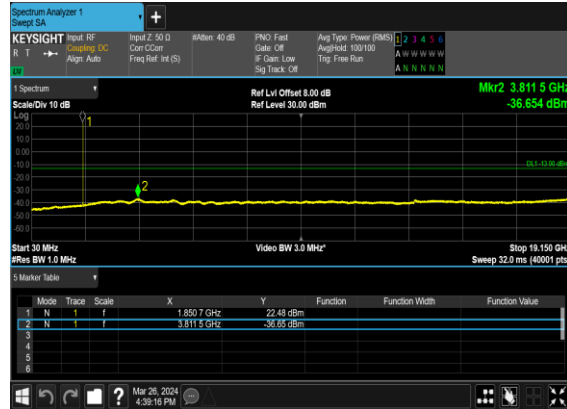 Spectrum Analyzer 1
Swept SA
+
KEYSIGHT Input: RF Input Z: 50 Ω #Atten: 40 dB PNO: Fast Avg Type: Power (RMS) 1 2 3 4 5 6
R T Coupling: DC Corr CCorr Gate: Off Avg|Hold: 100/100 A W W W W W
Align: Auto Freq Ref: Int (S) IF Gain: Low Trig: Free Run
Sig Track: Off A N N N N N
1 Spectrum Ref Lvl Offset 8.00 dB Mkr2 3.811 5 GHz
Scale/Div 10 dB Ref Level 30.00 dBm -36.654 dBm
Log
1
20.0
10.0
0.00
-10.0
DL1 -13.00 dBm
-20.0
-30.0
2
-40.0
-50.0
-60.0
Start 30 MHz Video BW 3.0 MHz* Stop 19.150 GHz
#Res BW 1.0 MHz Sweep 32.0 ms (40001 pts)
5 Marker Table
Mode Trace Scale X Y Function Function Width Function Value
1 N 1 f 1.850 7 GHz 22.48 dBm
2 N 1 f 3.811 5 GHz -36.65 dBm
3
4
5
6
? Mar 26, 2024
4:39:16 PM